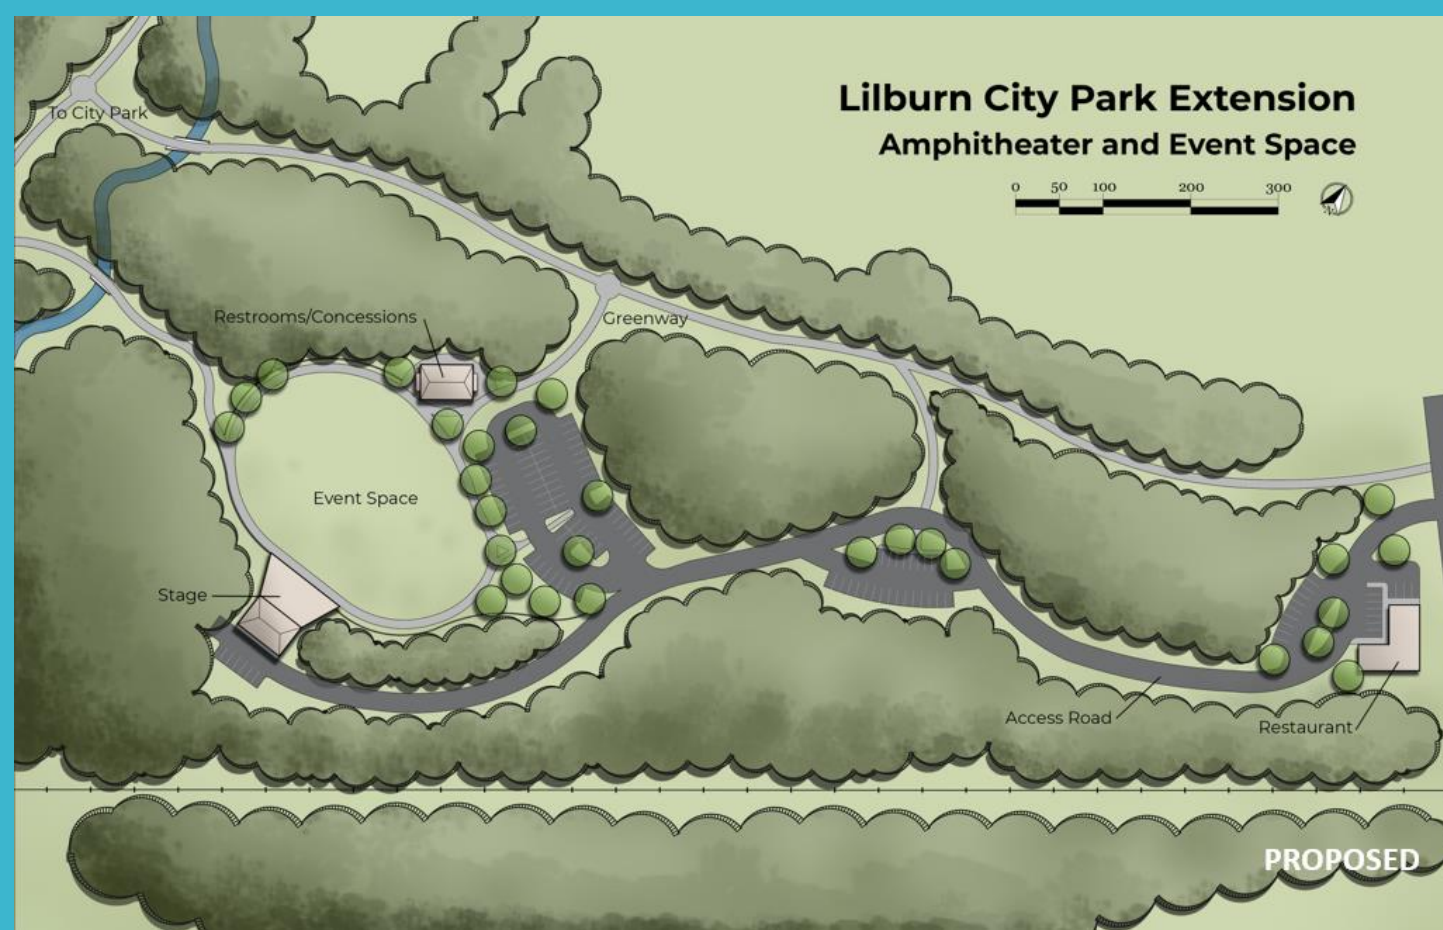 Lilburn City Park Extension
Amphitheater and Event Space
0 50 100 200 300
To City Park
Restrooms/Concessions
Greenway
Event Space
Stage
Access Road
Restaurant
PROPOSED